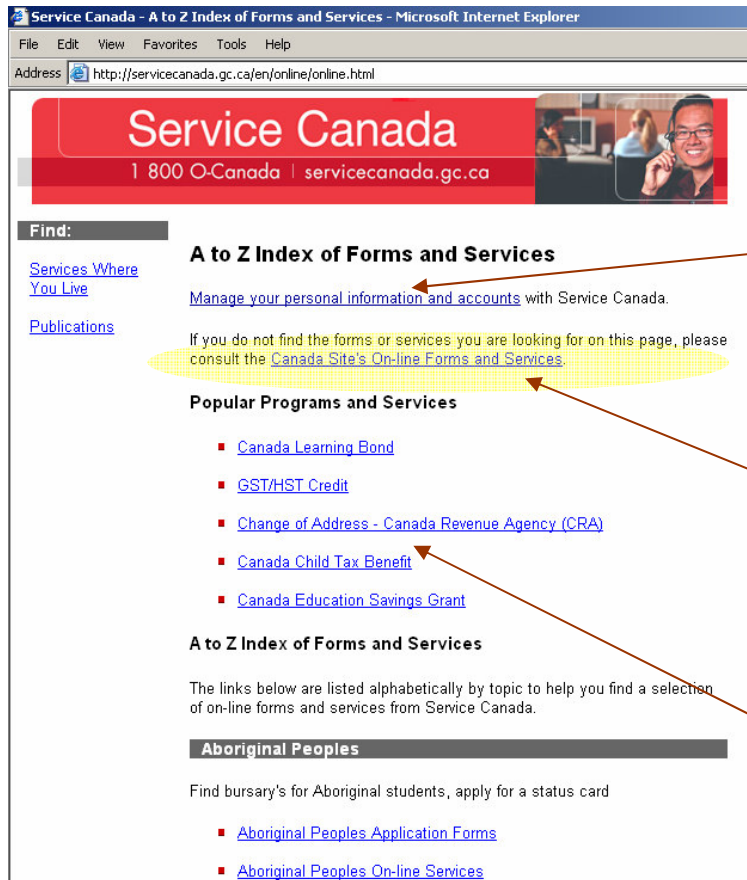 Service Canada - A to Z Index of Forms and Services - Microsoft Internet Explorer
File Edit View Favorites Tools Help
Address http://servicecanada.gc.ca/en/online/online.html
Service Canada
1 800 O-Canada | servicecanada.gc.ca
Find:
Services Where
You Live
Publications
A to Z Index of Forms and Services
Manage your personal information and accounts with Service Canada.
If you do not find the forms or services you are looking for on this page, please
consult the Canada Site's On-line Forms and Services.
Popular Programs and Services
Canada Learning Bond
GST/HST Credit
Change of Address - Canada Revenue Agency (CRA)
Canada Child Tax Benefit
Canada Education Savings Grant
A to Z Index of Forms and Services
The links below are listed alphabetically by topic to help you find a selection
of on-line forms and services from Service Canada.
Aboriginal Peoples
Find bursary's for Aboriginal students, apply for a status card
Aboriginal Peoples Application Forms
Aboriginal Peoples On-line Services